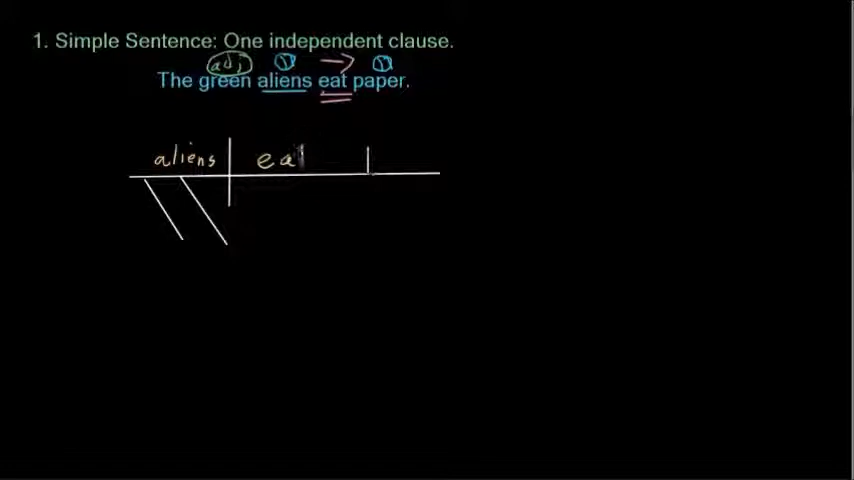 1. Simple Sentence: One independent clause.
adj
The green aliens eat paper.
aliens eat